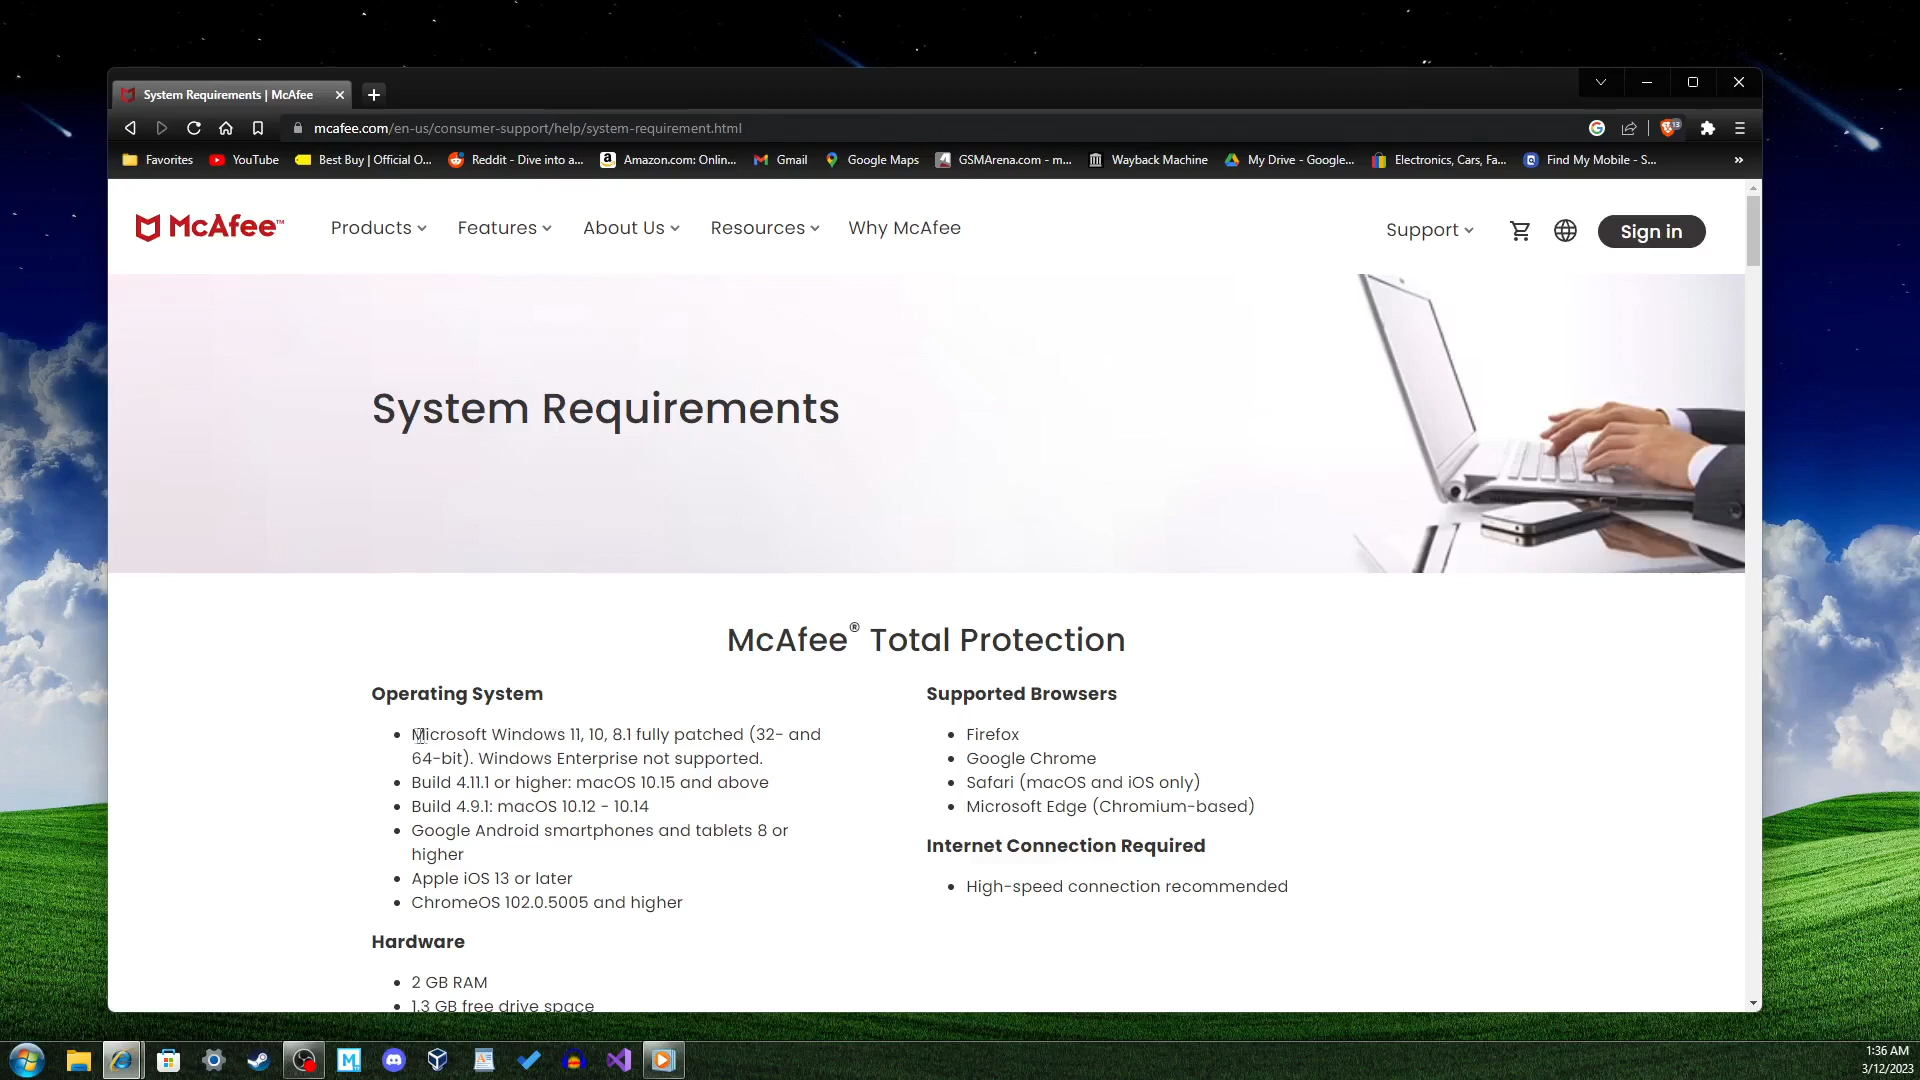 System Requirements | McAfee
mcafee.com/en-us/consumer-support/help/system-requirement.html
13
Favorites YouTube Best Buy | Official O... Reddit - Dive into a... Amazon.com: Onlin... Gmail Google Maps GSMArena.com - m... Wayback Machine My Drive - Google... Electronics, Cars, Fa... Find My Mobile - S... »
McAfee™ Products Features About Us Resources Why McAfee Support Sign in
System Requirements
McAfee® Total Protection
Operating System
• Microsoft Windows 11, 10, 8.1 fully patched (32- and
64-bit). Windows Enterprise not supported.
• Build 4.11.1 or higher: macOS 10.15 and above
• Build 4.9.1: macOS 10.12 - 10.14
• Google Android smartphones and tablets 8 or
higher
• Apple iOS 13 or later
• ChromeOS 102.0.5005 and higher
Hardware
• 2 GB RAM
• 1.3 GB free drive space
Supported Browsers
• Firefox
• Google Chrome
• Safari (macOS and iOS only)
• Microsoft Edge (Chromium-based)
Internet Connection Required
• High-speed connection recommended
1:36 AM
3/12/2023